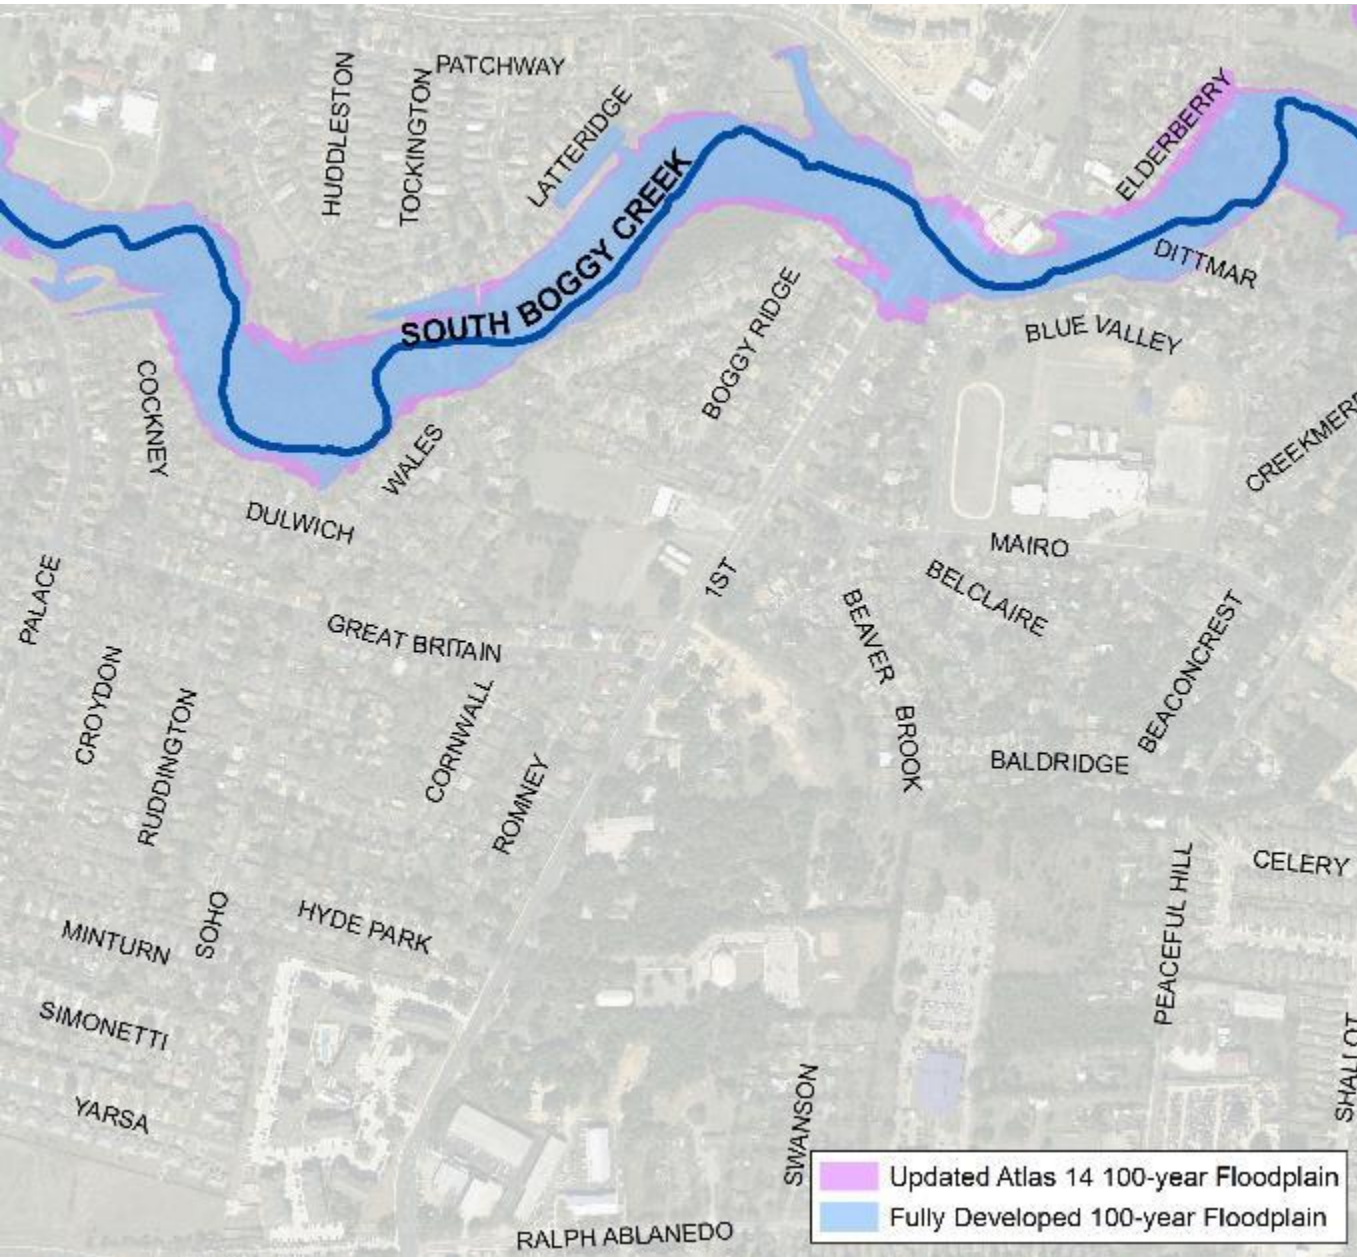 PATCHWAY
HUDDLESTON
TOCKINGTON
LATTERIDGE
ELDERBERRY
SOUTH BOGGY CREEK
DITTMAR
BOGGY RIDGE
BLUE VALLEY
COCKNEY
WALES
CREEKMERE
DULWICH
MAIRO
1ST
BELCLAIRE
PALACE
GREAT BRITAIN
BEAVER BROOK
BEACONCREST
CROYDON
RUDDINGTON
CORNWALL
ROMNEY
BALDRIDGE
CELERY
PEACEFUL HILL
SOHO
HYDE PARK
MINTURN
SIMONETTI
YARSA
SWANSON
SHALLOT
RALPH ABLANEDO
Updated Atlas 14 100-year Floodplain
Fully Developed 100-year Floodplain